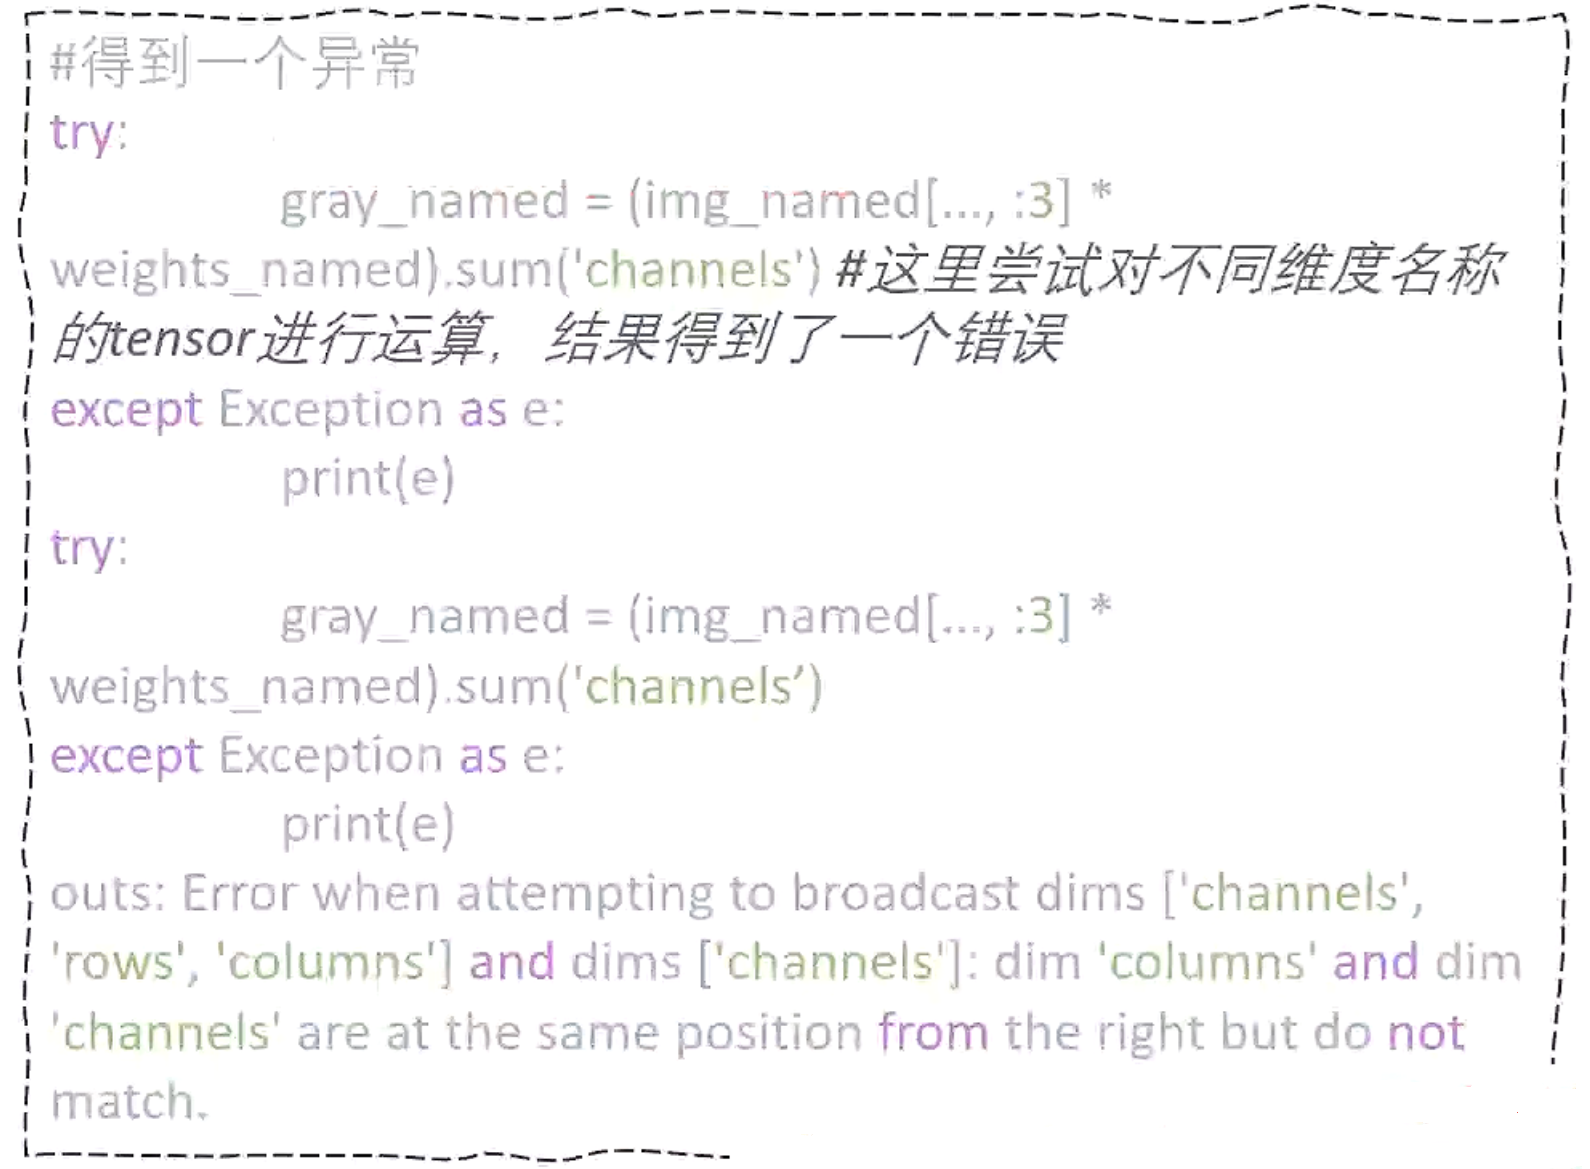 #得到一个异常
try:
gray_named = (img_named[..., :3] *
weights_named).sum('channels') #这里尝试对不同维度名称
的tensor进行运算，结果得到了一个错误
except Exception as e:
print(e)
try:
gray_named = (img_named[..., :3] *
weights_named).sum('channels’)
except Exception as e:
print(e)
outs: Error when attempting to broadcast dims ['channels',
'rows', 'columns'] and dims ['channels']: dim 'columns' and dim
'channels' are at the same position from the right but do not
match.